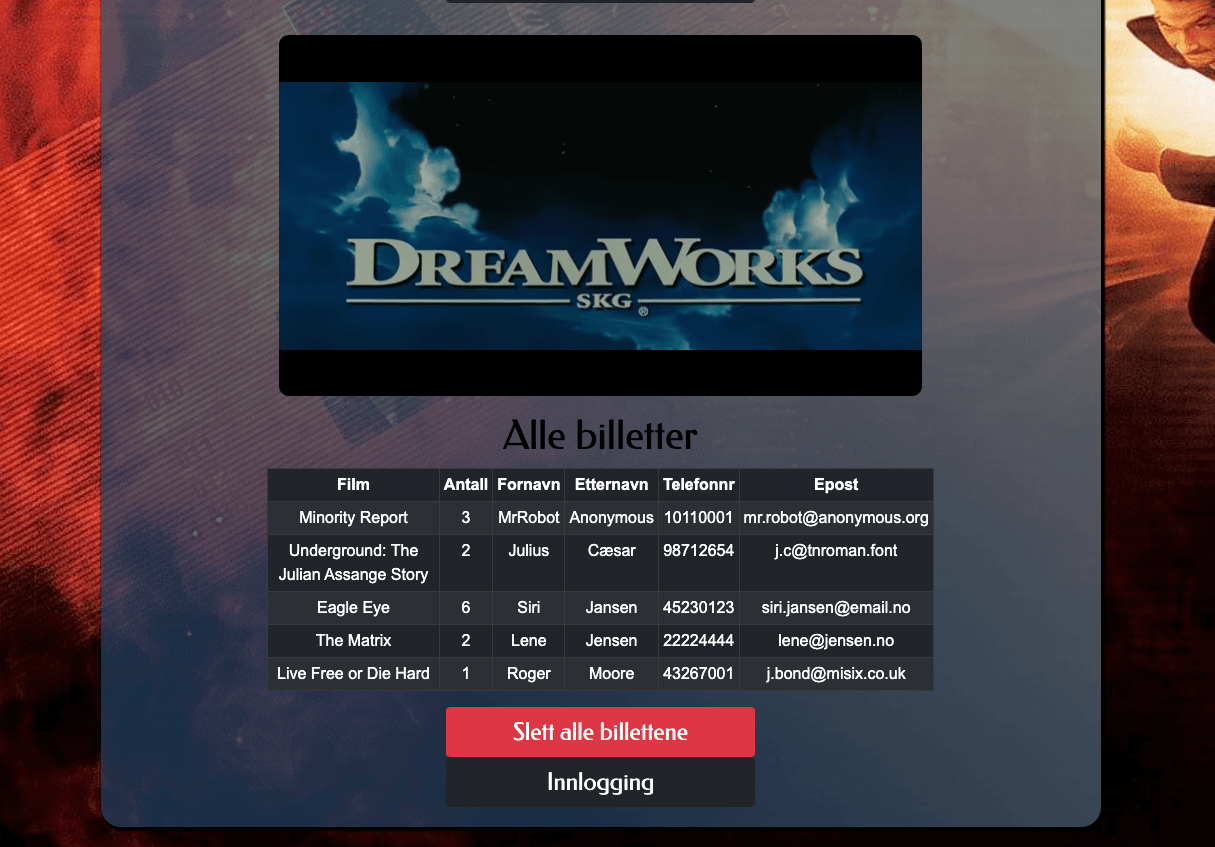 DREAMWORKS
SKG ®
Alle billetter
Film Antall Fornavn Etternavn Telefonnr Epost
Minority Report 3 MrRobot Anonymous 10110001 mr.robot@anonymous.org
Underground: The 2 Julius Cæsar 98712654 j.c@tnroman.font
Julian Assange Story
Eagle Eye 6 Siri Jansen 45230123 siri.jansen@email.no
The Matrix 2 Lene Jensen 22224444 lene@jensen.no
Live Free or Die Hard 1 Roger Moore 43267001 j.bond@misix.co.uk
Slett alle billettene
Innlogging